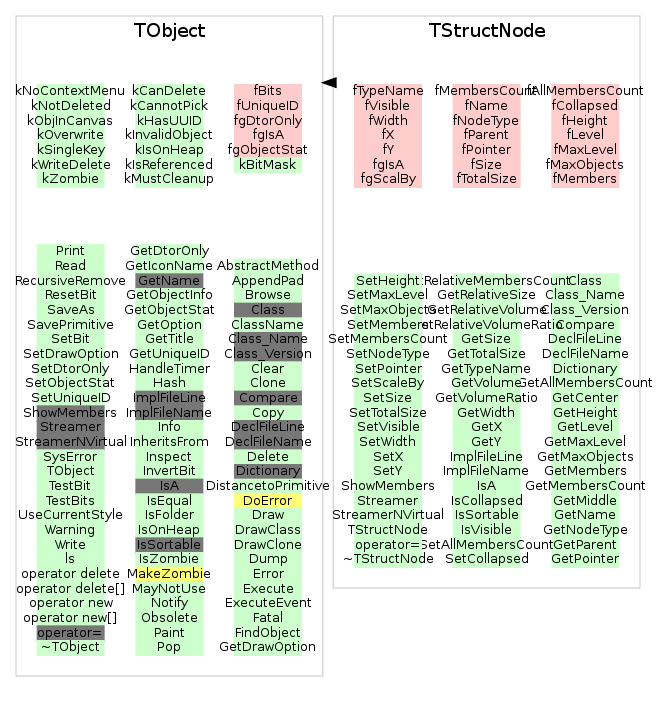 TObject
kNoContextMenu
kNotDeleted
kObjInCanvas
kOverwrite
kSingleKey
kWriteDelete
kZombie
kCanDelete
kCannotPick
kHasUUID
kInvalidObject
kIsOnHeap
kIsReferenced
kMustCleanup
fBits
fUniqueID
fgDtorOnly
fgIsA
fgObjectStat
kBitMask
Print
Read
RecursiveRemove
ResetBit
SaveAs
SavePrimitive
SetBit
SetDrawOption
SetDtorOnly
SetObjectStat
SetUniqueID
ShowMembers
Streamer
StreamerNVirtual
SysError
TObject
TestBit
TestBits
UseCurrentStyle
Warning
Write
ls
operator delete
operator delete[]
operator new
operator new[]
operator=
~TObject
GetDtorOnly
GetIconName
GetName
GetObjectInfo
GetObjectStat
GetOption
GetTitle
GetUniqueID
HandleTimer
Hash
ImplFileLine
ImplFileName
Info
InheritsFrom
Inspect
InvertBit
IsA
IsEqual
IsFolder
IsOnHeap
IsSortable
IsZombie
MakeZombie
MayNotUse
Notify
Obsolete
Paint
Pop
AbstractMethod
AppendPad
Browse
Class
ClassName
Class_Name
Class_Version
Clear
Clone
Compare
Copy
DeclFileLine
DeclFileName
Delete
Dictionary
DistancetoPrimitive
DoError
Draw
DrawClass
DrawClone
Dump
Error
Execute
ExecuteEvent
Fatal
FindObject
GetDrawOption
TStructNode
fTypeName
fVisible
fWidth
fX
fY
fgIsA
fgScalBy
fMembersCount
fName
fNodeType
fParent
fPointer
fSize
fTotalSize
fAllMembersCount
fCollapsed
fHeight
fLevel
fMaxLevel
fMaxObjects
fMembers
SetHeight
SetMaxLevel
SetMaxObjects
SetMembers
SetMembersCount
SetNodeType
SetPointer
SetScaleBy
SetSize
SetTotalSize
SetVisible
SetWidth
SetX
SetY
ShowMembers
Streamer
StreamerNVirtual
TStructNode
operator=
~TStructNode
RelativeMembersCount
GetRelativeSize
GetRelativeVolume
etRelativeVolumeRatio
GetSize
GetTotalSize
GetTypeName
GetVolume
GetVolumeRatio
GetWidth
GetX
GetY
ImplFileLine
ImplFileName
IsA
IsCollapsed
IsSortable
IsVisible
SetAllMembersCount
SetCollapsed
Class
Class_Name
Class_Version
Compare
DeclFileLine
DeclFileName
Dictionary
GetAllMembersCount
GetCenter
GetHeight
GetLevel
GetMaxLevel
GetMaxObjects
GetMembers
GetMembersCount
GetMiddle
GetName
GetNodeType
GetParent
GetPointer